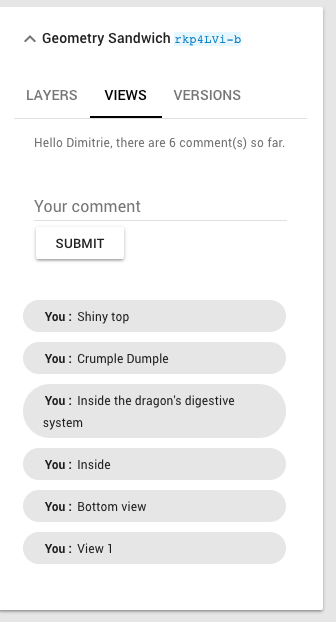 Geometry Sandwich rkp4LVi-b
LAYERS VIEWS VERSIONS
Hello Dimitrie, there are 6 comment(s) so far.
Your comment
SUBMIT
You : Shiny top
You : Crumple Dumple
You : Inside the dragon's digestive
system
You : Inside
You : Bottom view
You : View 1